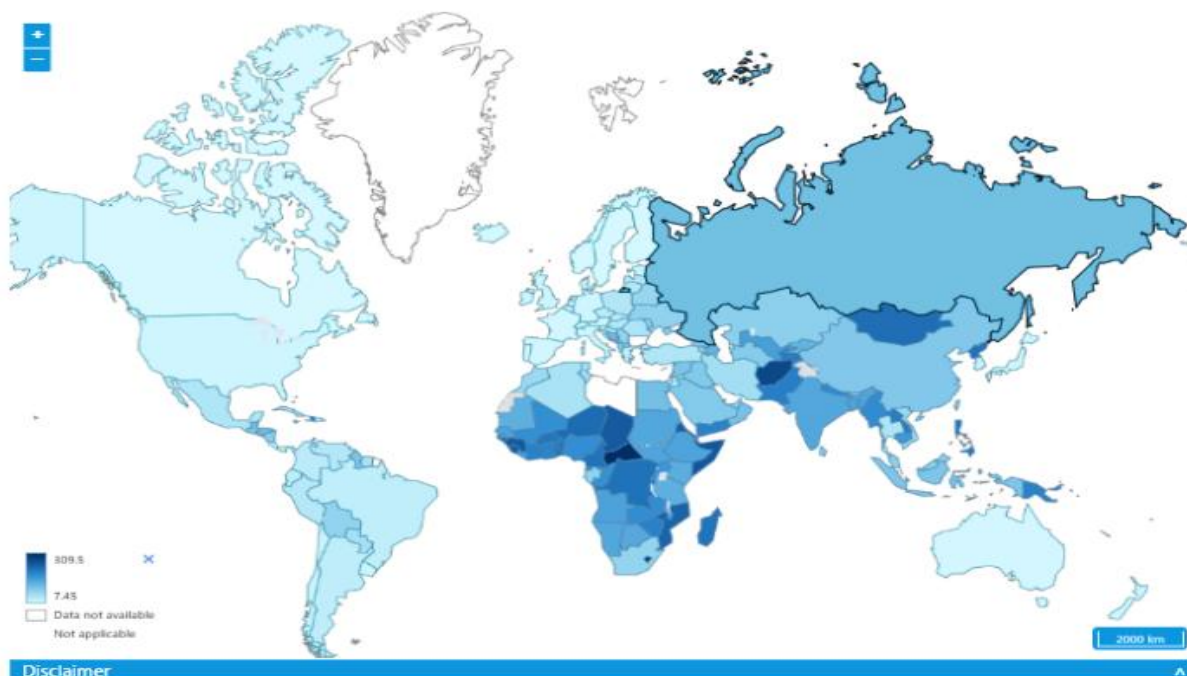 +
−
309.5
7.45
Data not available
Not applicable
2000 km
Disclaimer